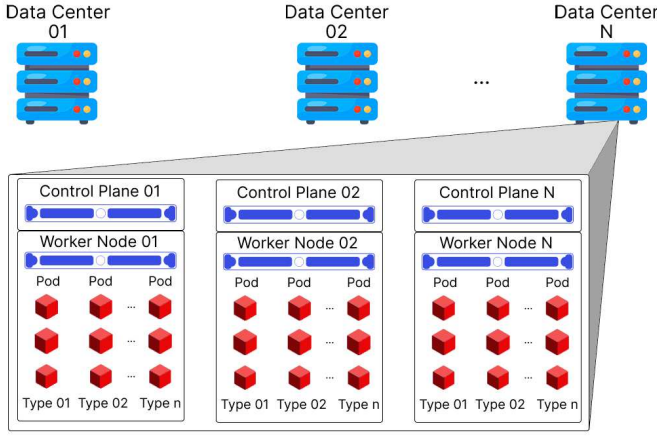 Data Center
01
Data Center
02
...
Data Center
N
Control Plane 01
Control Plane 02
Control Plane N
Worker Node 01
Worker Node 02
Worker Node N
Pod Pod ... Pod
Pod Pod ... Pod
Pod Pod ... Pod
...
...
...
...
...
...
Type 01 Type 02 Type n
Type 01 Type 02 Type n
Type 01 Type 02 Type n